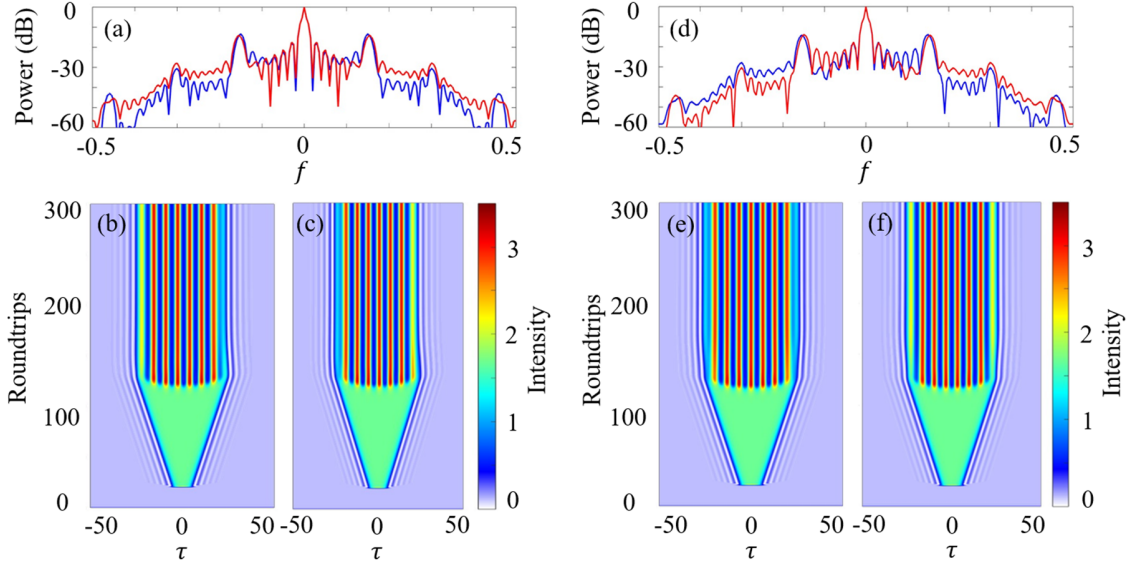 (a)
Power (dB)
0
-30
-60
-0.5 0 0.5
f
(d)
Power (dB)
0
-30
-60
-0.5 0 0.5
f
(b) (c)
Roundtrips
300
200
100
0
-50 0 50 -50 0 50
τ τ
3
2
1
0
Intensity
(e) (f)
Roundtrips
300
200
100
0
-50 0 50 -50 0 50
τ τ
3
2
1
0
Intensity